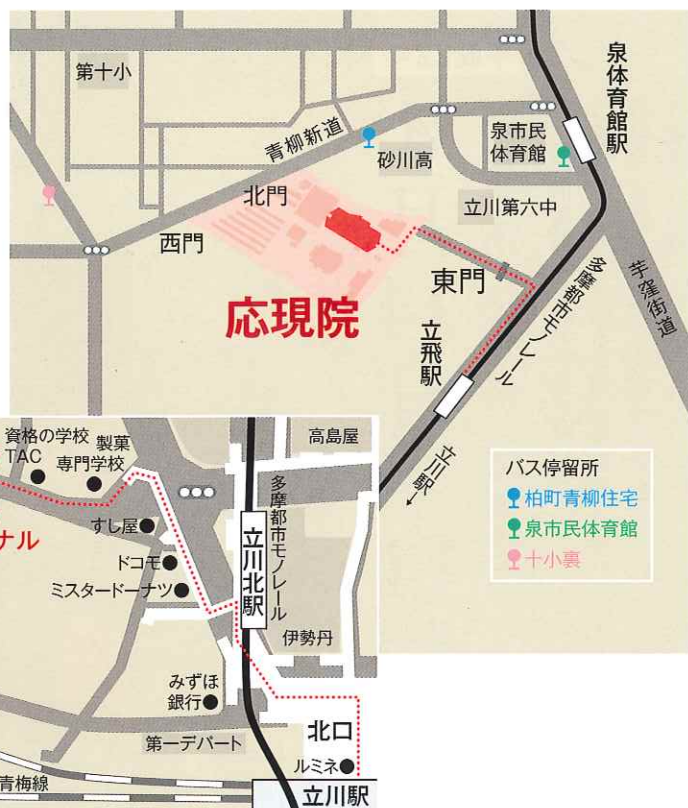 第十小
青柳新道
砂川高
泉市民
体育館
泉体育館駅
立川第六中
北門
西門
東門
応現院
立飛駅
多摩都市モノレール
芋窪街道
立川駅
バス停留所
柏町青柳住宅
泉市民体育館
十小裏
資格の学校
TAC
製菓
専門学校
高島屋
ナル
すし屋
ドコモ
ミスタードーナツ
立川北駅
多摩都市モノレール
伊勢丹
みずほ
銀行
第一デパート
北口
ルミネ
青梅線
立川駅